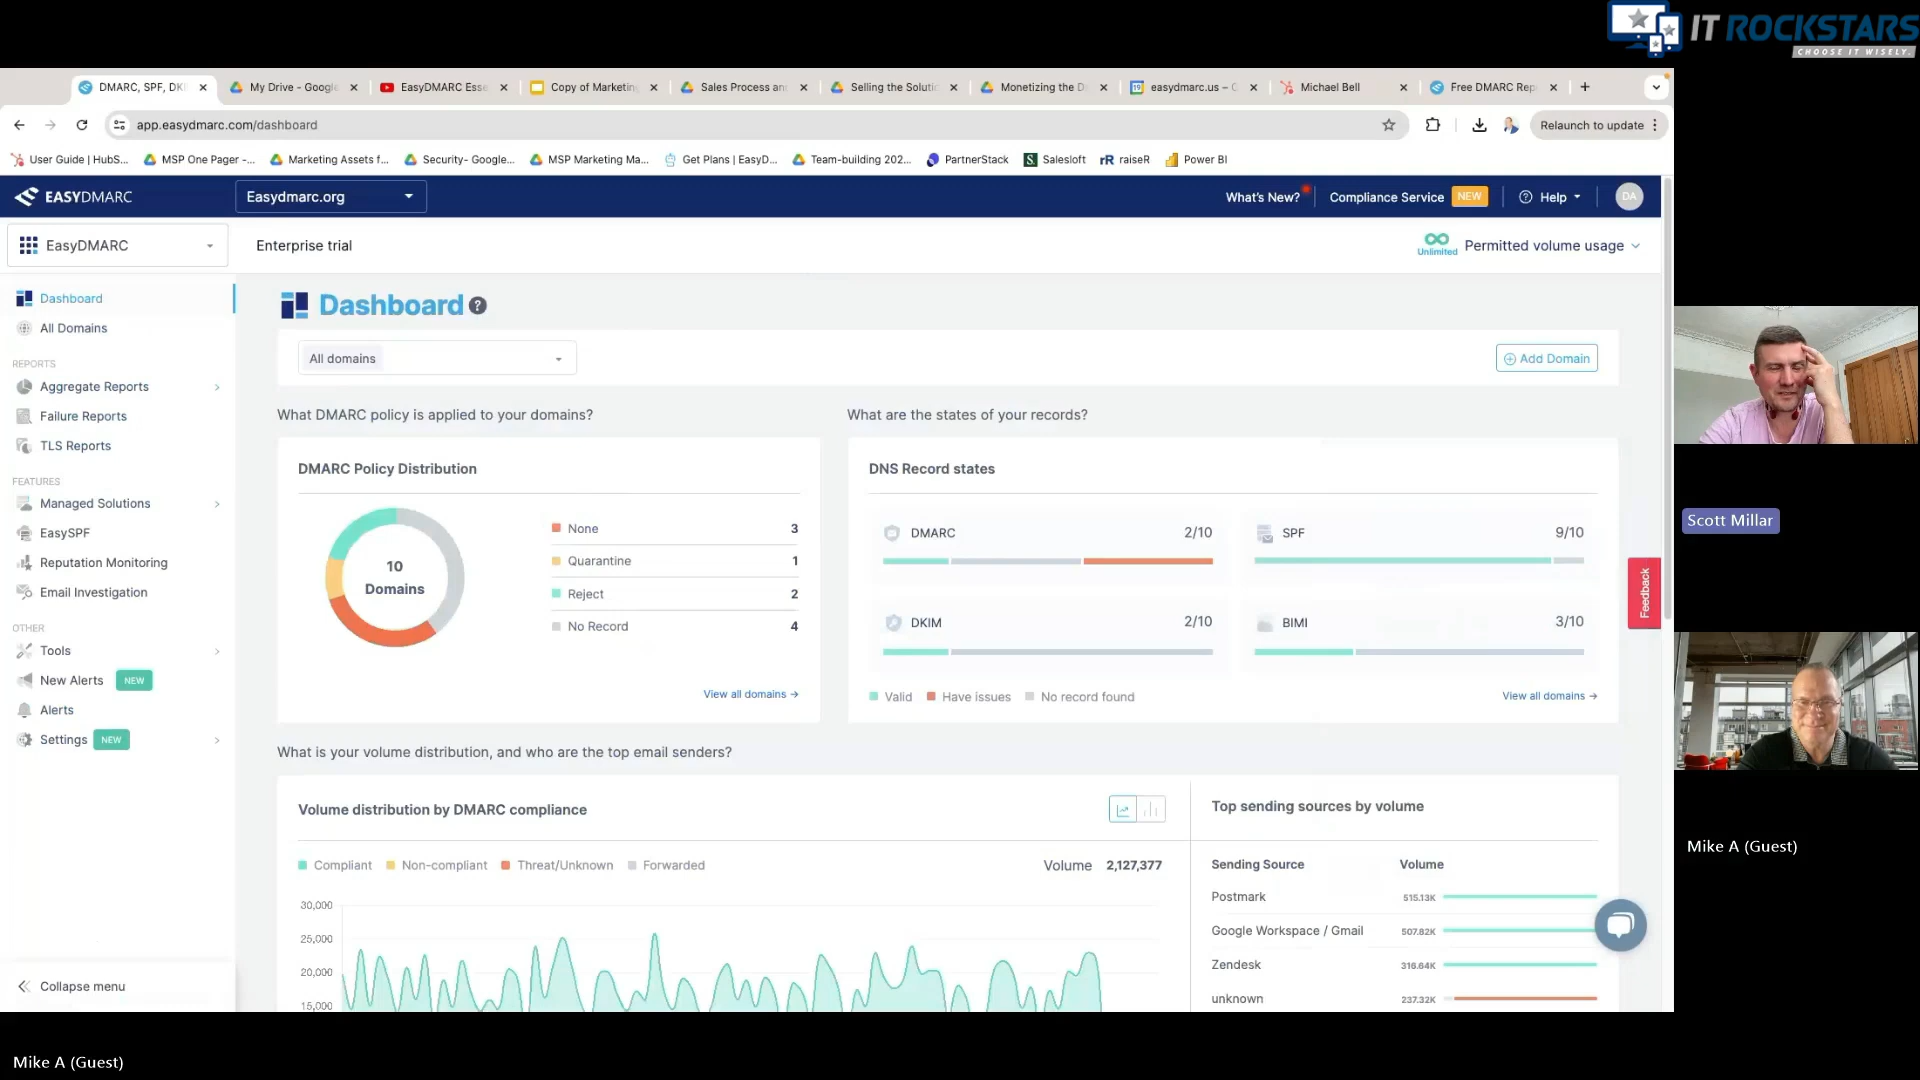 IT ROCKSTARS
CHOOSE IT WISELY.
DMARC, SPF, DKI
My Drive - Google
EasyDMARC Esse
Copy of Marketing
Sales Process an
Selling the Soluti
Monetizing the D
easydmarc.us – C
Michael Bell
Free DMARC Rep
app.easydmarc.com/dashboard
Relaunch to update
User Guide | HubS...
MSP One Pager -...
Marketing Assets f...
Security- Google...
MSP Marketing Ma...
Get Plans | EasyD...
Team-building 202...
PartnerStack
Salesloft
raiseR
Power BI
EASYDMARC
Easydmarc.org
What's New?
Compliance Service NEW
Help
DA
EasyDMARC
Enterprise trial
Unlimited
Permitted volume usage
Dashboard
All Domains
REPORTS
Aggregate Reports
Failure Reports
TLS Reports
FEATURES
Managed Solutions
EasySPF
Reputation Monitoring
Email Investigation
OTHER
Tools
New Alerts NEW
Alerts
Settings NEW
Collapse menu
Dashboard
All domains
Add Domain
What DMARC policy is applied to your domains?
DMARC Policy Distribution
10
Domains
None 3
Quarantine 1
Reject 2
No Record 4
View all domains →
What are the states of your records?
DNS Record states
DMARC 2/10
SPF 9/10
DKIM 2/10
BIMI 3/10
Valid
Have issues
No record found
View all domains →
Feedback
What is your volume distribution, and who are the top email senders?
Volume distribution by DMARC compliance
Compliant
Non-compliant
Threat/Unknown
Forwarded
Volume 2,127,377
30,000
25,000
20,000
15,000
Top sending sources by volume
Sending Source Volume
Postmark 515.13K
Google Workspace / Gmail 507.82K
Zendesk 316.64K
unknown 237.32K
Scott Millar
Mike A (Guest)
Mike A (Guest)